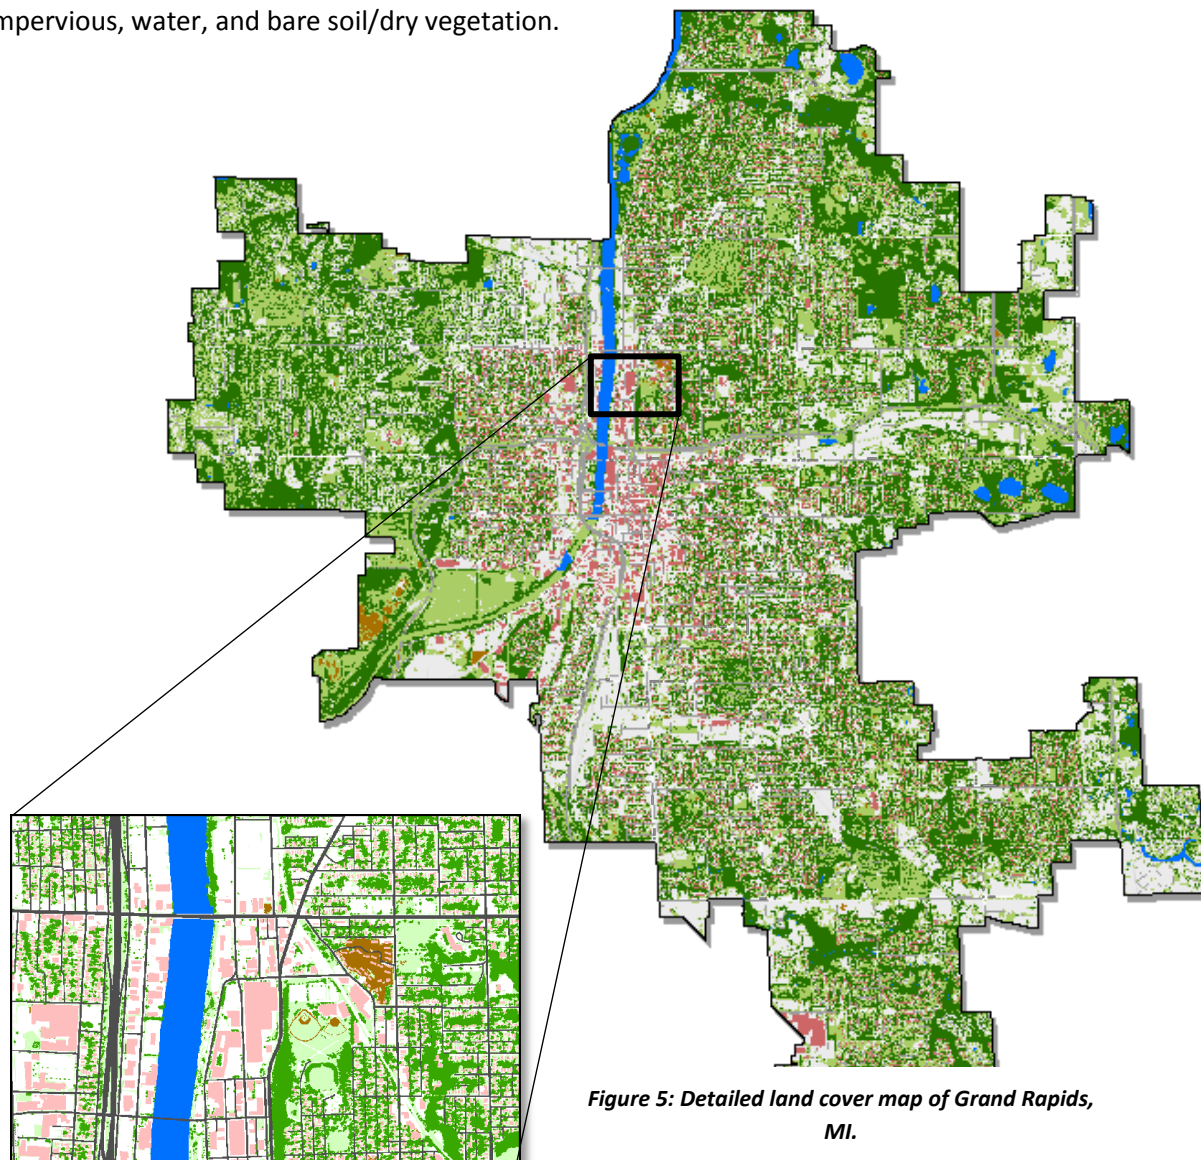 mpervious, water, and bare soil/dry vegetation.
Figure 5: Detailed land cover map of Grand Rapids,
MI.